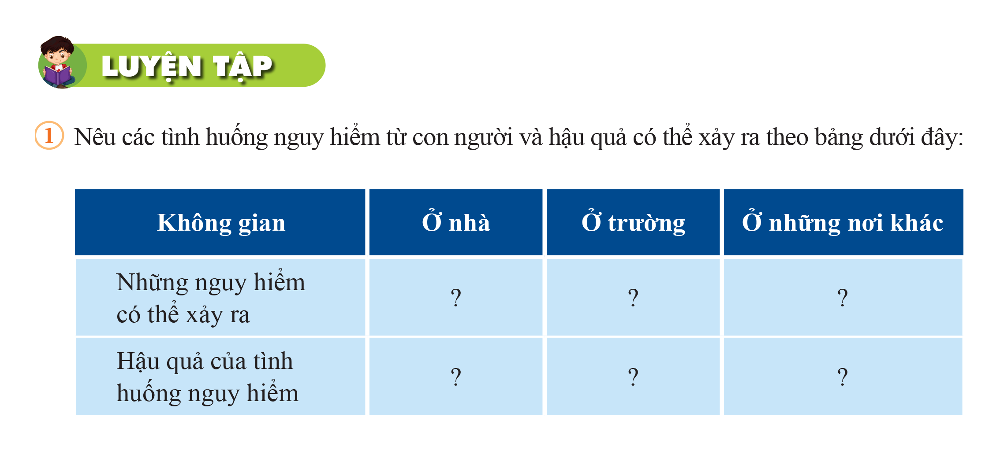 LUYỆN TẬP
1 Nêu các tình huống nguy hiểm từ con người và hậu quả có thể xảy ra theo bảng dưới đây:
Không gian Ở nhà Ở trường Ở những nơi khác
Những nguy hiểm
có thể xảy ra
? ? ?
Hậu quả của tình
huống nguy hiểm
? ? ?